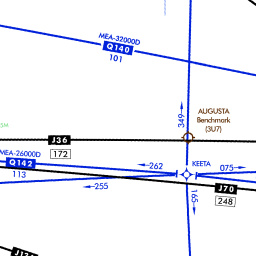 MEA-32000D
Q140
101
349
AUGUSTA
Benchmark
(3U7)
J36
172
MEA-26000D
Q142
113
262
KEETA
075
255
165
J70
248